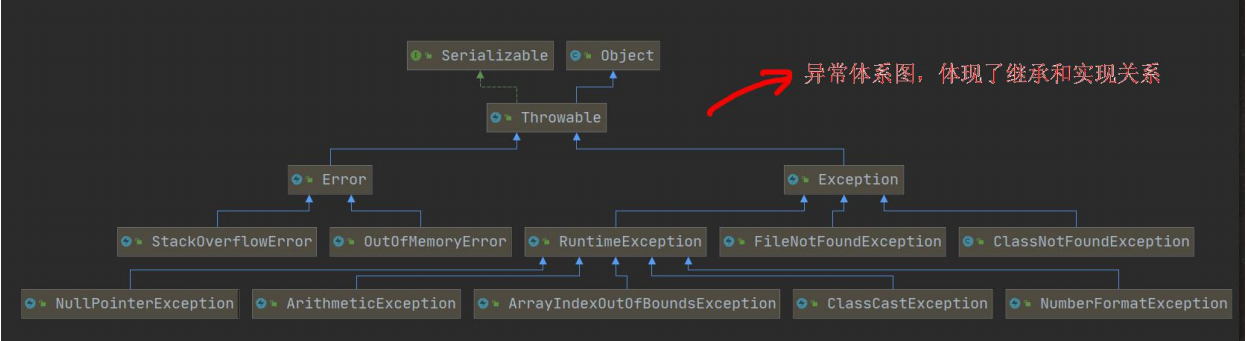 Serializable
Object
异常体系图，体现了继承和实现关系
Throwable
Error
Exception
StackOverflowError
OutOfMemoryError
RuntimeException
FileNotFoundException
ClassNotFoundException
NullPointerException
ArithmeticException
ArrayIndexOutOfBoundsException
ClassCastException
NumberFormatException